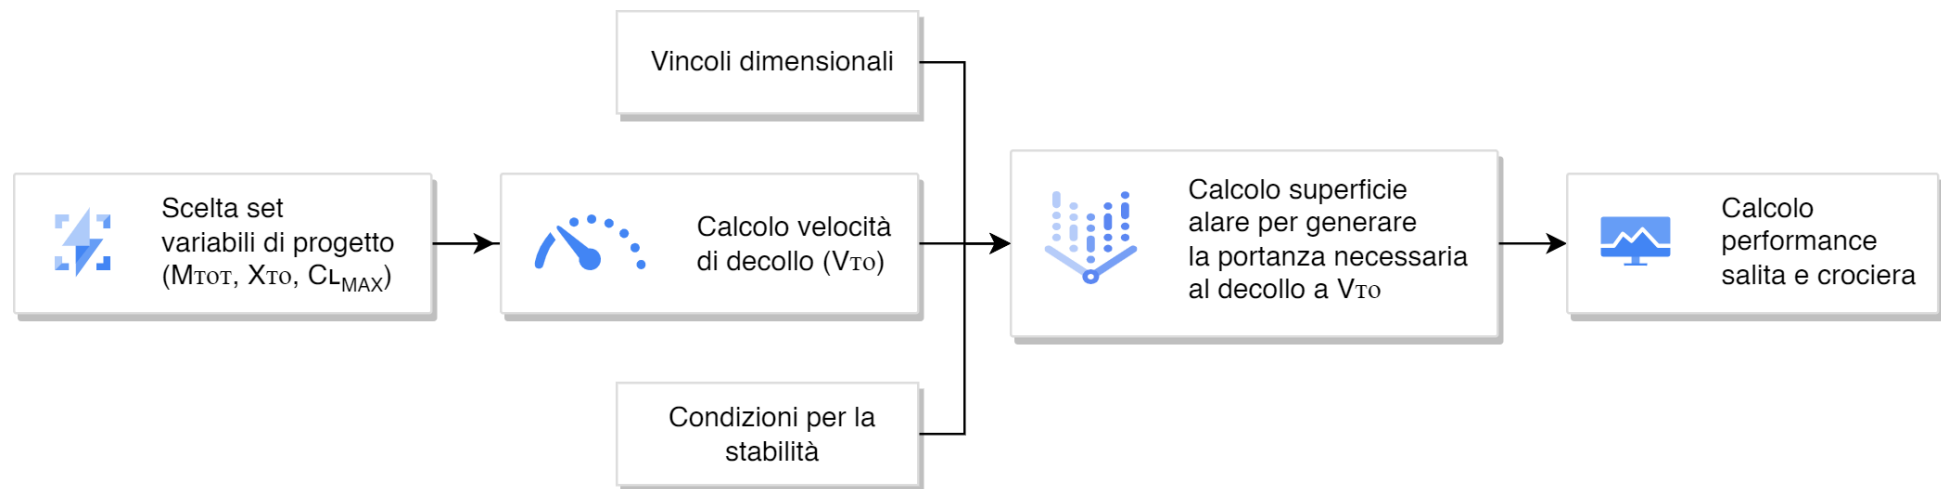 Vincoli dimensionali
Scelta set
variabili di progetto
(MTOT, XTO, CLMAX)
Calcolo velocità
di decollo (VTO)
Condizioni per la
stabilità
Calcolo superficie
alare per generare
la portanza necessaria
al decollo a VTO
Calcolo
performance
salita e crociera